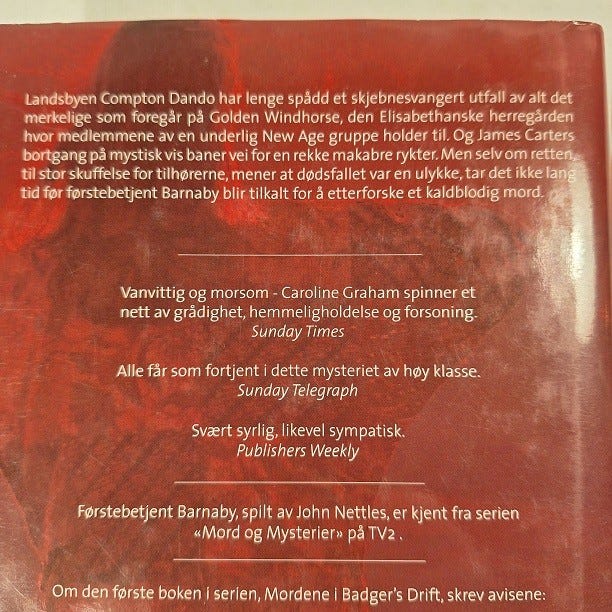 Landsbyen Compton Dando har lenge spådd et skjebnesvangert utfall av alt det
merkelige som foregår på Golden Windhorse, den Elisabethanske herregården
hvor medlemmene av en underlig New Age gruppe holder til. Og James Carters
bortgang på mystisk vis baner vei for en rekke makabre rykter. Men selv om retten,
til stor skuffelse for tilhørerne, mener at dødsfallet var en ulykke, tar det ikke lang
tid før førstebetjent Barnaby blir tilkalt for å etterforske et kaldblodig mord.
Vanvittig og morsom - Caroline Graham spinner et
nett av grådighet, hemmeligholdelse og forsoning.
Sunday Times
Alle får som fortjent i dette mysteriet av høy klasse.
Sunday Telegraph
Svært syrlig, likevel sympatisk.
Publishers Weekly
Førstebetjent Barnaby, spilt av John Nettles, er kjent fra serien
«Mord og Mysterier» på TV2 .
Om den første boken i serien, Mordene i Badger's Drift, skrev avisene: